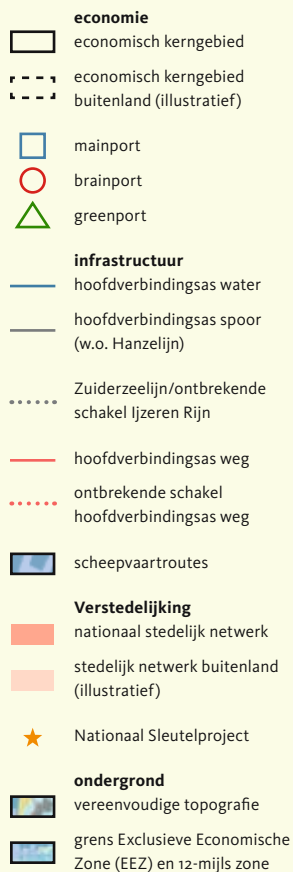 economie
economisch kerngebied
economisch kerngebied
buitenland (illustratief)
mainport
brainport
greenport
infrastructuur
hoofdverbindingsas water
hoofdverbindingsas spoor
(w.o. Hanzelijn)
Zuiderzeelijn/ontbrekende
schakel Ijzeren Rijn
hoofdverbindingsas weg
ontbrekende schakel
hoofdverbindingsas weg
scheepvaartroutes
Verstedelijking
nationaal stedelijk netwerk
stedelijk netwerk buitenland
(illustratief)
Nationaal Sleutelproject
ondergrond
vereenvoudige topografie
grens Exclusieve Economische
Zone (EEZ) en 12-mijls zone